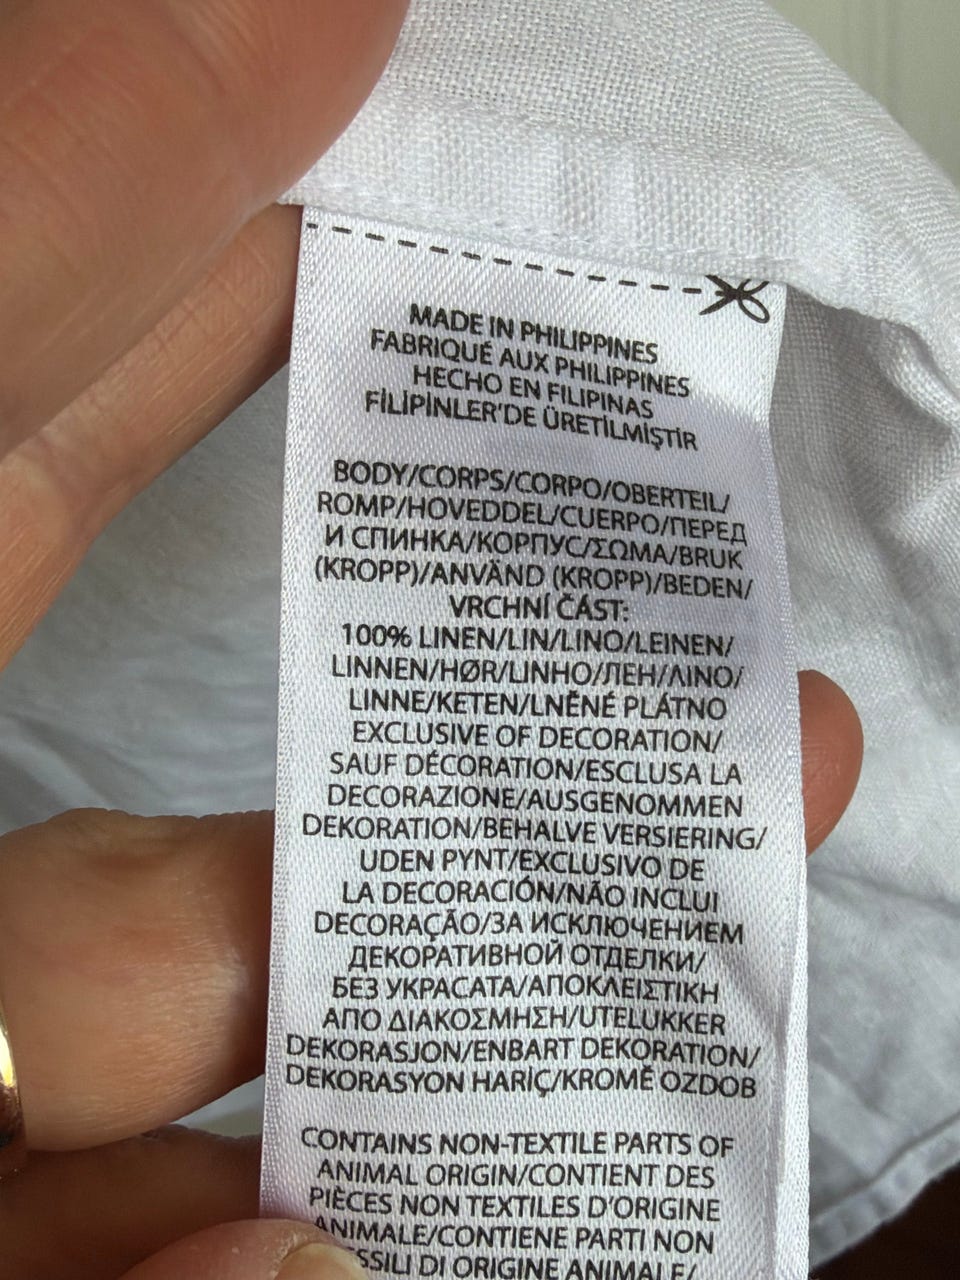 MADE IN PHILIPPINES
FABRIQUÉ AUX PHILIPPINES
HECHO EN FILIPINAS
FİLİPİNLER'DE ÜRETİLMİŞTİR
BODY/CORPS/CORPO/OBERTEIL/
ROMP/HOVEDDEL/CUERPO/ПЕРЕД
И СПИНКА/КОРПУС/ΣΩΜΑ/BRUK
(KROPP)/ANVÄND (KROPP)/BEDEN/
VRCHNÍ ČÁST:
100% LINEN/LIN/LINO/LEINEN/
LINNEN/HØR/LINHO/ЛЕН/ΛΙΝΟ/
LINNE/KETEN/LNĚNÉ PLÁTNO
EXCLUSIVE OF DECORATION/
SAUF DÉCORATION/ESCLUSA LA
DECORAZIONE/AUSGENOMMEN
DEKORATION/BEHALVE VERSIERING/
UDEN PYNT/EXCLUSIVO DE
LA DECORACIÓN/NÃO INCLUI
DECORAÇÃO/ЗА ИСКЛЮЧЕНИЕМ
ДЕКОРАТИВНОЙ ОТДЕЛКИ/
БЕЗ УКРАСАТА/ΑΠΟΚΛΕΙΣΤΙΚΗ
ΑΠΟ ΔΙΑΚΟΣΜΗΣΗ/UTELUKKER
DEKORASJON/ENBART DEKORATION/
DEKORASYON HARİÇ/KROMĚ OZDOB
CONTAINS NON-TEXTILE PARTS OF
ANIMAL ORIGIN/CONTIENT DES
PIÈCES NON TEXTILES D'ORIGINE
ANIMALE/CONTIENE PARTI NON
DI ORIGINE ANIMALE/